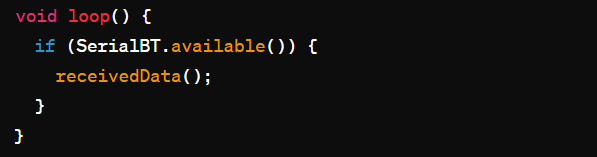 void loop() {
  if (SerialBT.available()) {
    receivedData();
  }
}